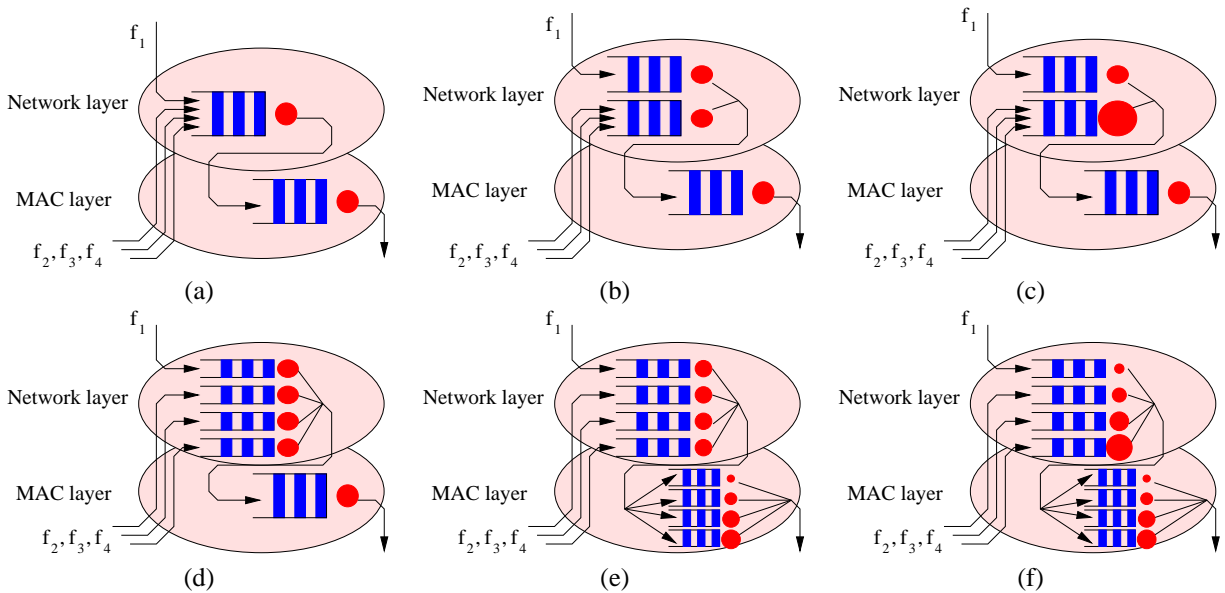 f1 f1 f1
Network layer Network layer Network layer
MAC layer MAC layer MAC layer
f2, f3, f4 f2, f3, f4 f2, f3, f4
(a) (b) (c)
f1 f1 f1
Network layer Network layer Network layer
MAC layer MAC layer MAC layer
f2, f3, f4 f2, f3, f4 f2, f3, f4
(d) (e) (f)